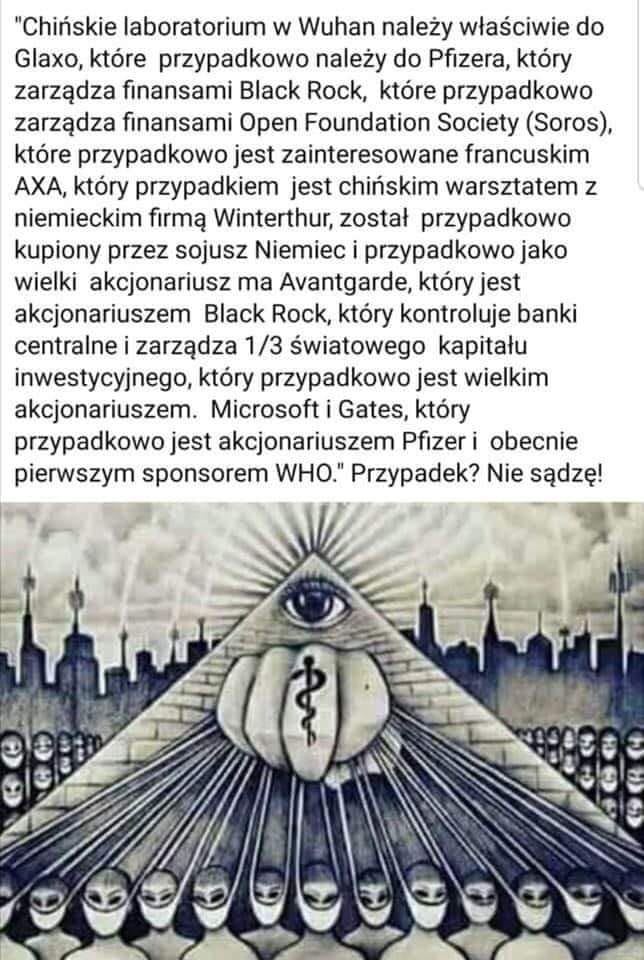 "Chińskie laboratorium w Wuhan należy właściwie do
Glaxo, które przypadkowo należy do Pfizera, który
zarządza finansami Black Rock, które przypadkowo
zarządza finansami Open Foundation Society (Soros),
które przypadkowo jest zainteresowane francuskim
AXA, który przypadkiem jest chińskim warsztatem z
niemieckim firmą Winterthur, został przypadkowo
kupiony przez sojusz Niemiec i przypadkowo jako
wielki akcjonariusz ma Avantgarde, który jest
akcjonariuszem Black Rock, który kontroluje banki
centralne i zarządza 1/3 światowego kapitału
inwestycyjnego, który przypadkowo jest wielkim
akcjonariuszem. Microsoft i Gates, który
przypadkowo jest akcjonariuszem Pfizer i obecnie
pierwszym sponsorem WHO." Przypadek? Nie sądzę!